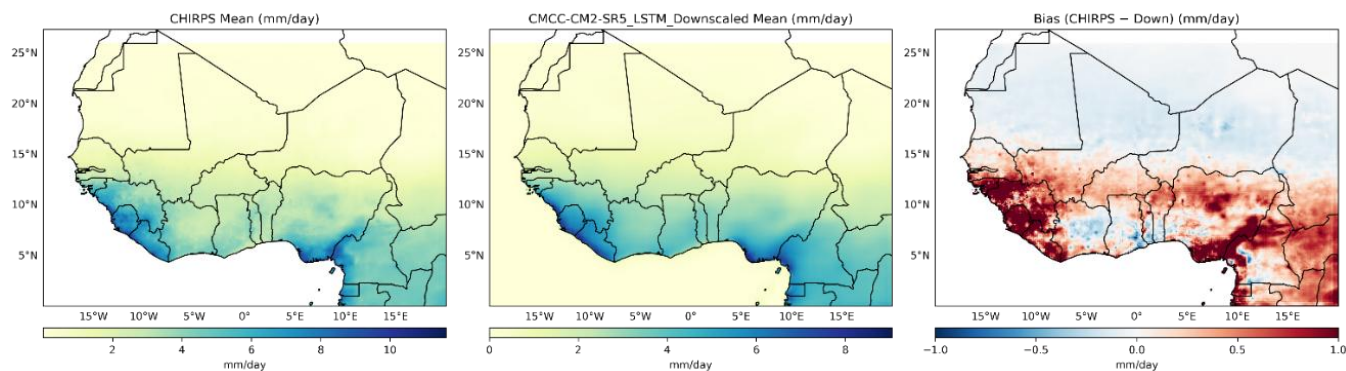 CHIRPS Mean (mm/day)
CMCC-CM2-SR5_LSTM_Downscaled Mean (mm/day)
Bias (CHIRPS − Down) (mm/day)
25°N
20°N
15°N
10°N
5°N
15°W 10°W 5°W 0° 5°E 10°E 15°E
2 4 6 8 10
mm/day
25°N
20°N
15°N
10°N
5°N
15°W 10°W 5°W 0° 5°E 10°E 15°E
0 2 4 6 8
mm/day
25°N
20°N
15°N
10°N
5°N
15°W 10°W 5°W 0° 5°E 10°E 15°E
−1.0 −0.5 0.0 0.5 1.0
mm/day